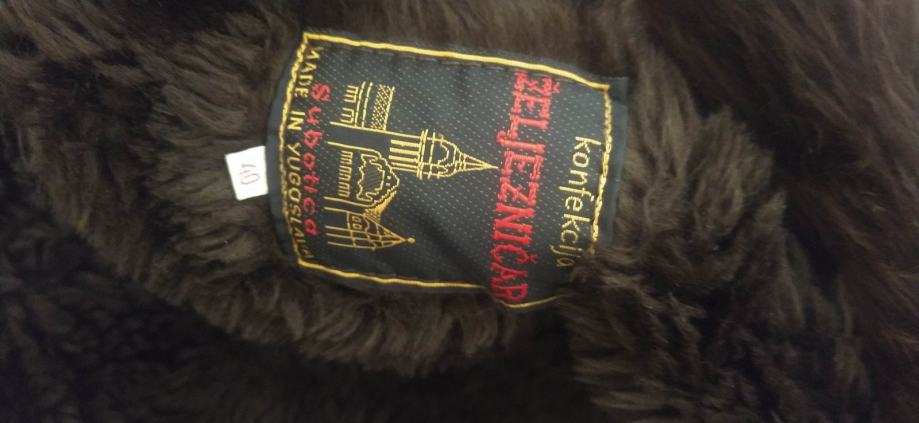 konfekcija
ŽELJEZNIČAR
Subotica
MADE IN YUGOSLAVIA
40